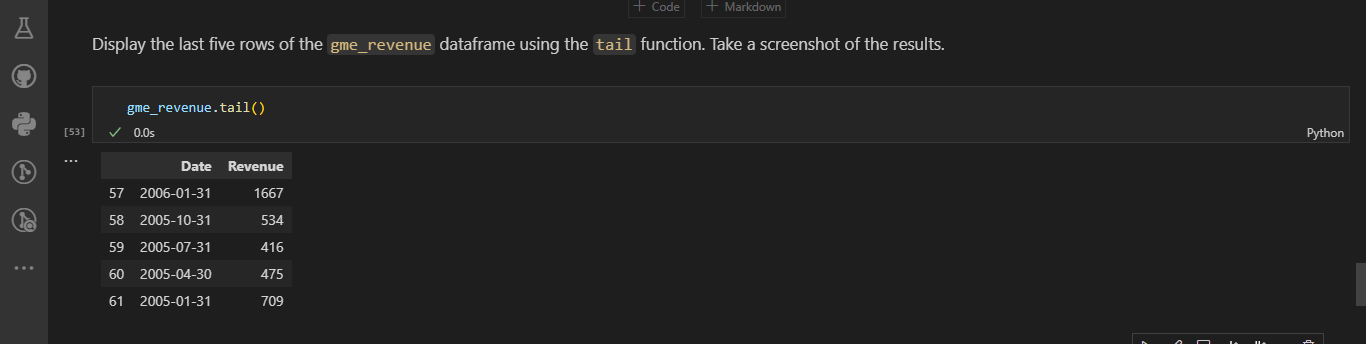 + Code + Markdown
Display the last five rows of the gme_revenue dataframe using the tail function. Take a screenshot of the results.
gme_revenue.tail()
[53] ✓ 0.0s Python
... Date Revenue
57 2006-01-31 1667
58 2005-10-31 534
59 2005-07-31 416
60 2005-04-30 475
61 2005-01-31 709